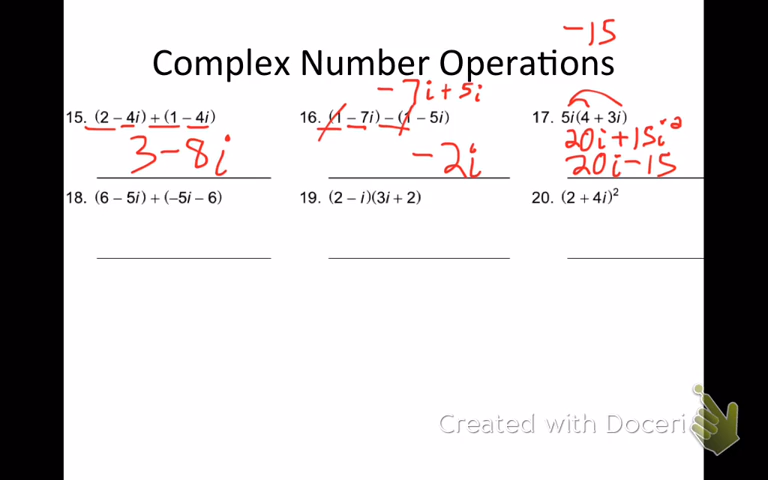 -15
Complex Number Operations
-7i+5i
15. (2 – 4i) + (1 – 4i)
16. (1 – 7i) – (1 – 5i)
17. 5i(4 + 3i)
20i+15i²
3-8i
-2i
20i-15
18. (6 – 5i) + (–5i – 6)
19. (2 – i)(3i + 2)
20. (2 + 4i)²
Created with Doceri